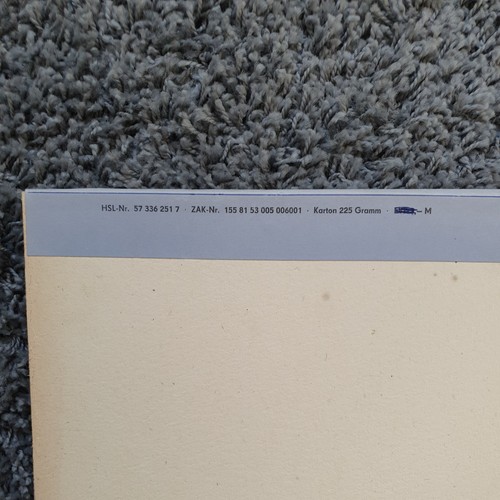 HSL-Nr. 57 336 251 7 · ZAK-Nr. 155 81 53 005 006001 · Karton 225 Gramm · – M